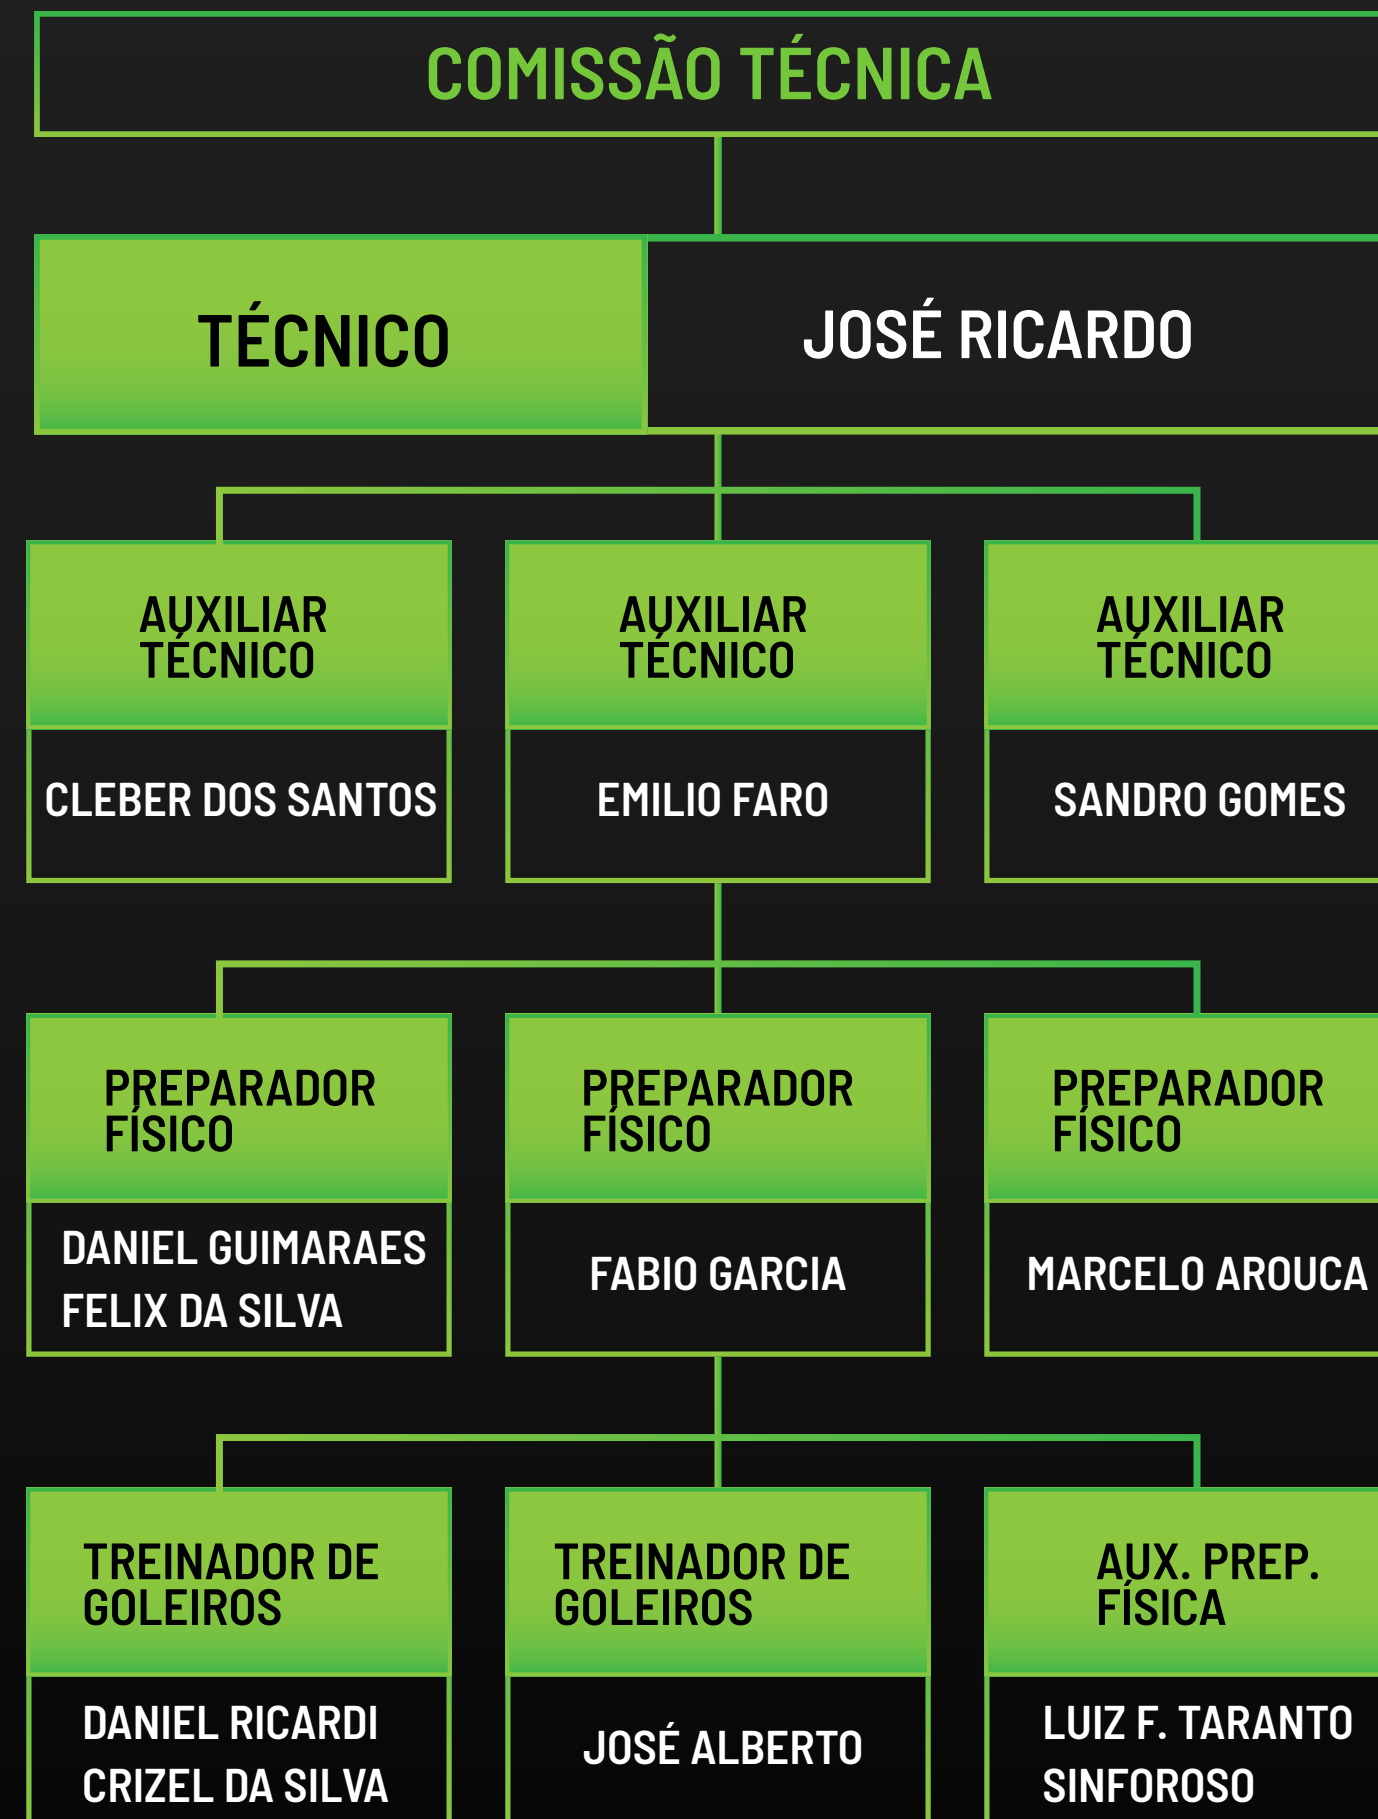 COMISSÃO TÉCNICA
TÉCNICO
JOSÉ RICARDO
AUXILIAR
TÉCNICO
CLEBER DOS SANTOS
AUXILIAR
TÉCNICO
EMILIO FARO
AUXILIAR
TÉCNICO
SANDRO GOMES
PREPARADOR
FÍSICO
DANIEL GUIMARAES
FELIX DA SILVA
PREPARADOR
FÍSICO
FABIO GARCIA
PREPARADOR
FÍSICO
MARCELO AROUCA
TREINADOR DE
GOLEIROS
DANIEL RICARDI
CRIZEL DA SILVA
TREINADOR DE
GOLEIROS
JOSÉ ALBERTO
AUX. PREP.
FÍSICA
LUIZ F. TARANTO
SINFOROSO